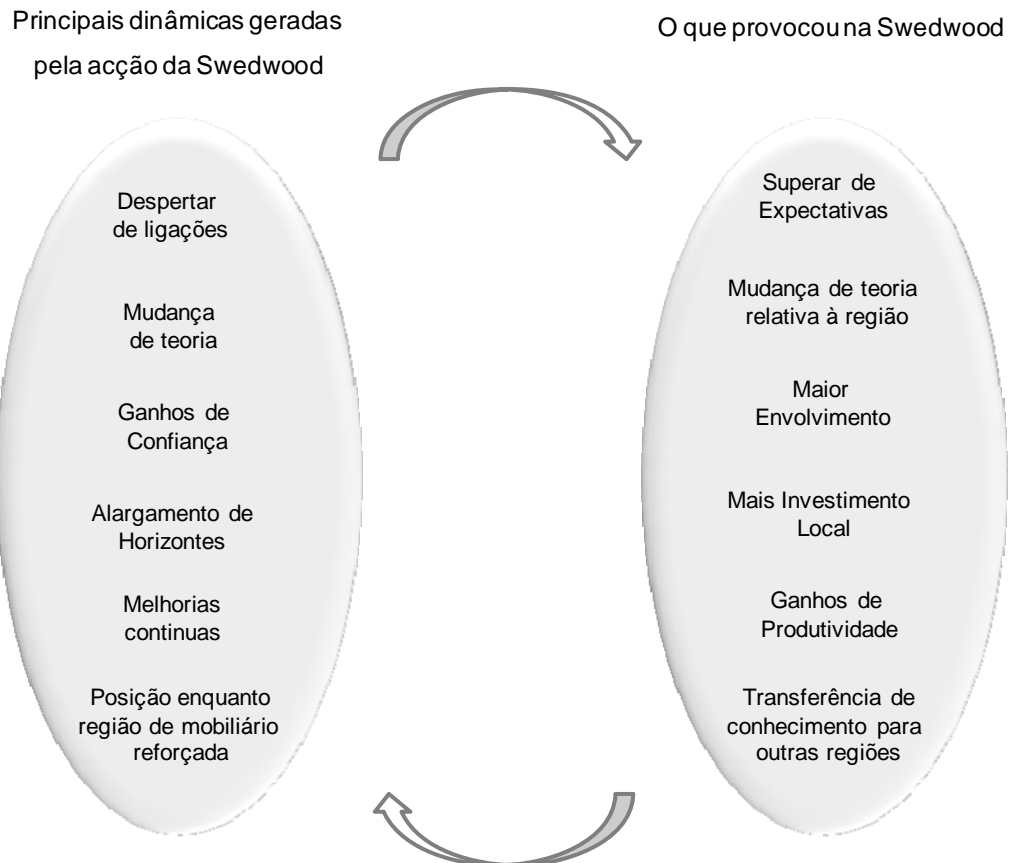 Principais dinâmicas geradas
pela acção da Swedwood
Despertar
de ligações
Mudança
de teoria
Ganhos de
Confiança
Alargamento de
Horizontes
Melhorias
continuas
Posição enquanto
região de mobiliário
reforçada
O que provocou na Swedwood
Superar de
Expectativas
Mudança de teoria
relativa à região
Maior
Envolvimento
Mais Investimento
Local
Ganhos de
Produtividade
Transferência de
conhecimento para
outras regiões